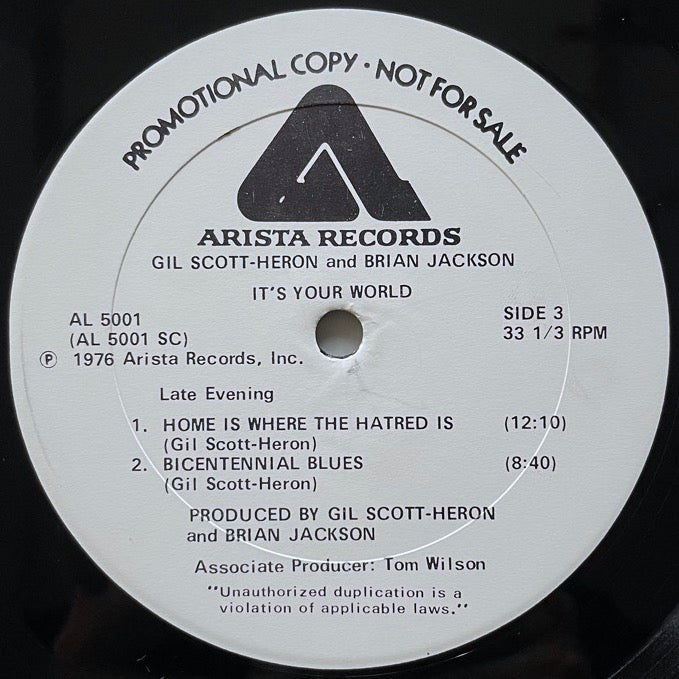 PROMOTIONAL COPY · NOT FOR SALE
ARISTA RECORDS
GIL SCOTT-HERON and BRIAN JACKSON
IT'S YOUR WORLD
AL 5001
(AL 5001 SC)
Ⓟ 1976 Arista Records, Inc.
SIDE 3
33 1/3 RPM
Late Evening
1. HOME IS WHERE THE HATRED IS (12:10)
(Gil Scott-Heron)
2. BICENTENNIAL BLUES (8:40)
(Gil Scott-Heron)
PRODUCED BY GIL SCOTT-HERON
and BRIAN JACKSON
Associate Producer: Tom Wilson
"Unauthorized duplication is a
violation of applicable laws."